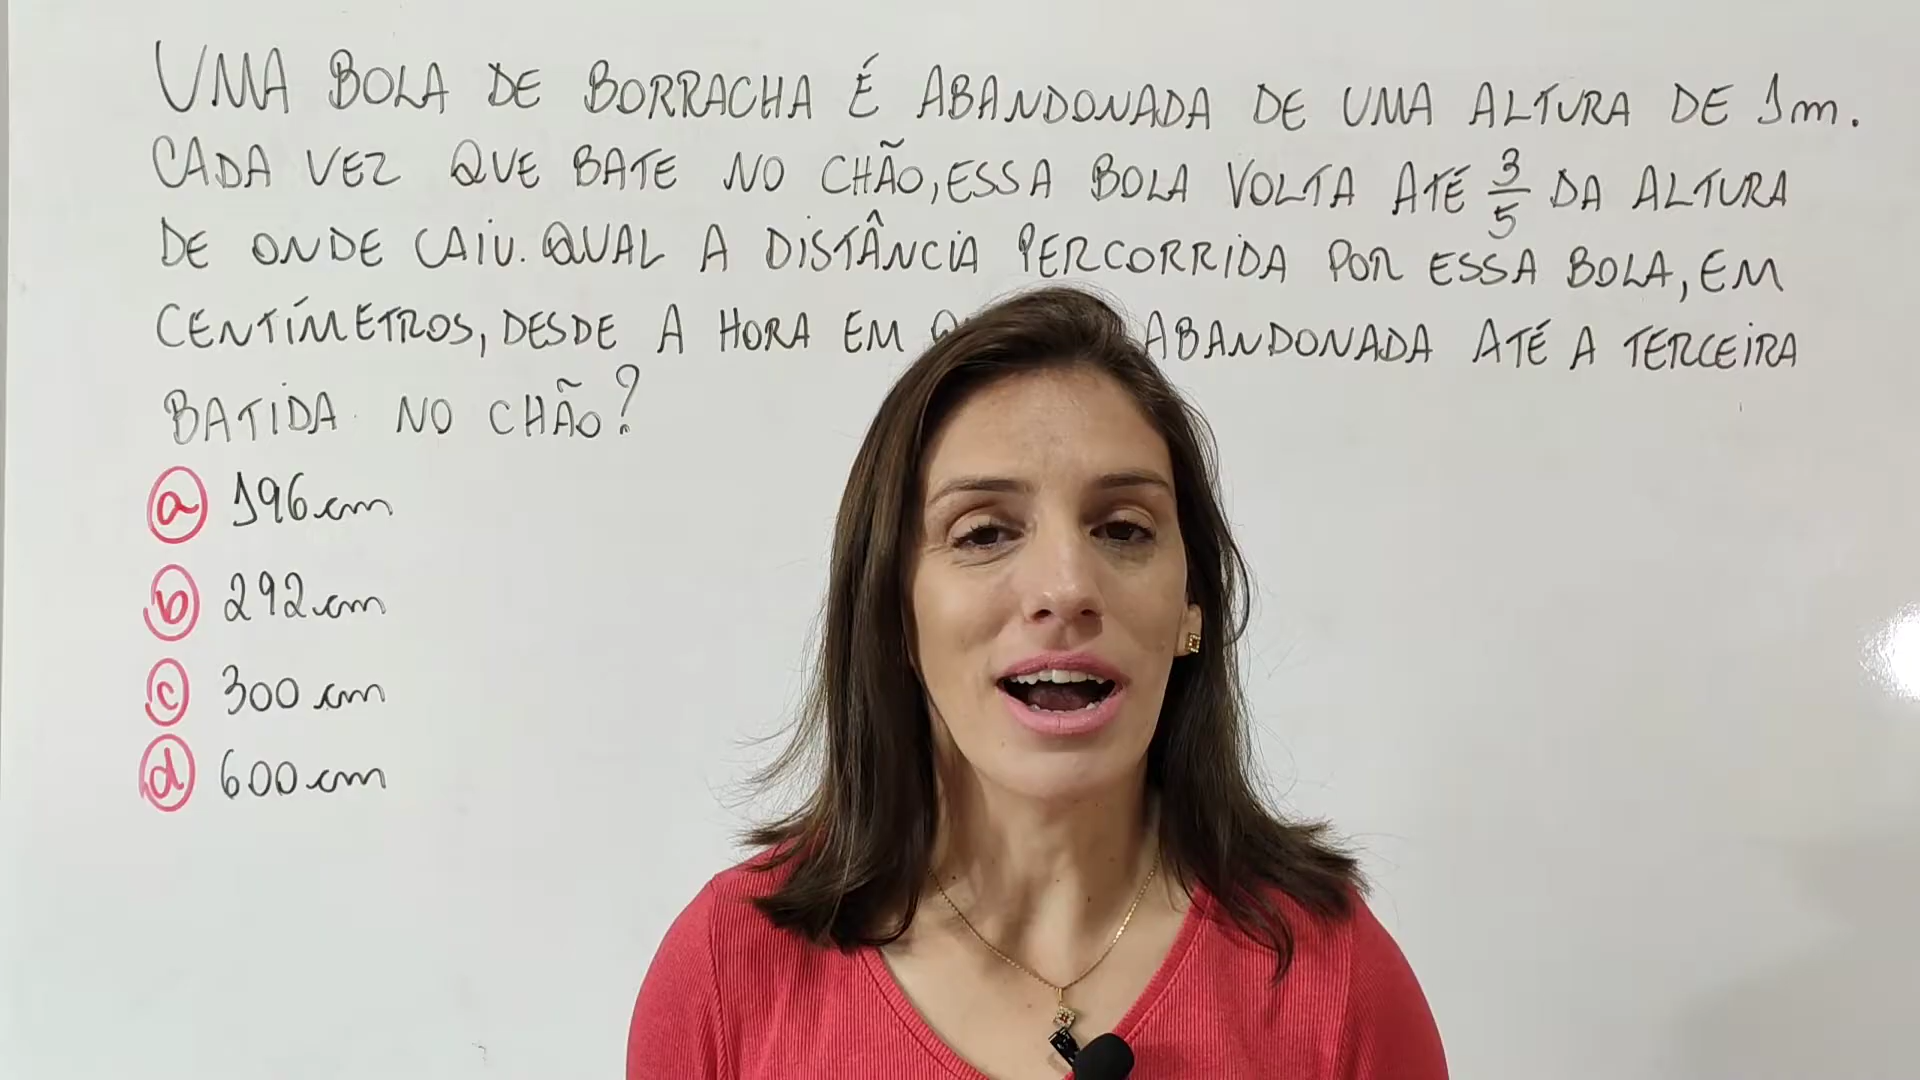 UMA BOLA DE BORRACHA É ABANDONADA DE UMA ALTURA DE 1m.
CADA VEZ QUE BATE NO CHÃO, ESSA BOLA VOLTA ATÉ 3/5 DA ALTURA
DE ONDE CAIU. QUAL A DISTÂNCIA PERCORRIDA POR ESSA BOLA, EM
CENTÍMETROS, DESDE A HORA EM ABANDONADA ATÉ A TERCEIRA
BATIDA NO CHÃO?
a 196 cm
b 292 cm
c 300 cm
d 600 cm